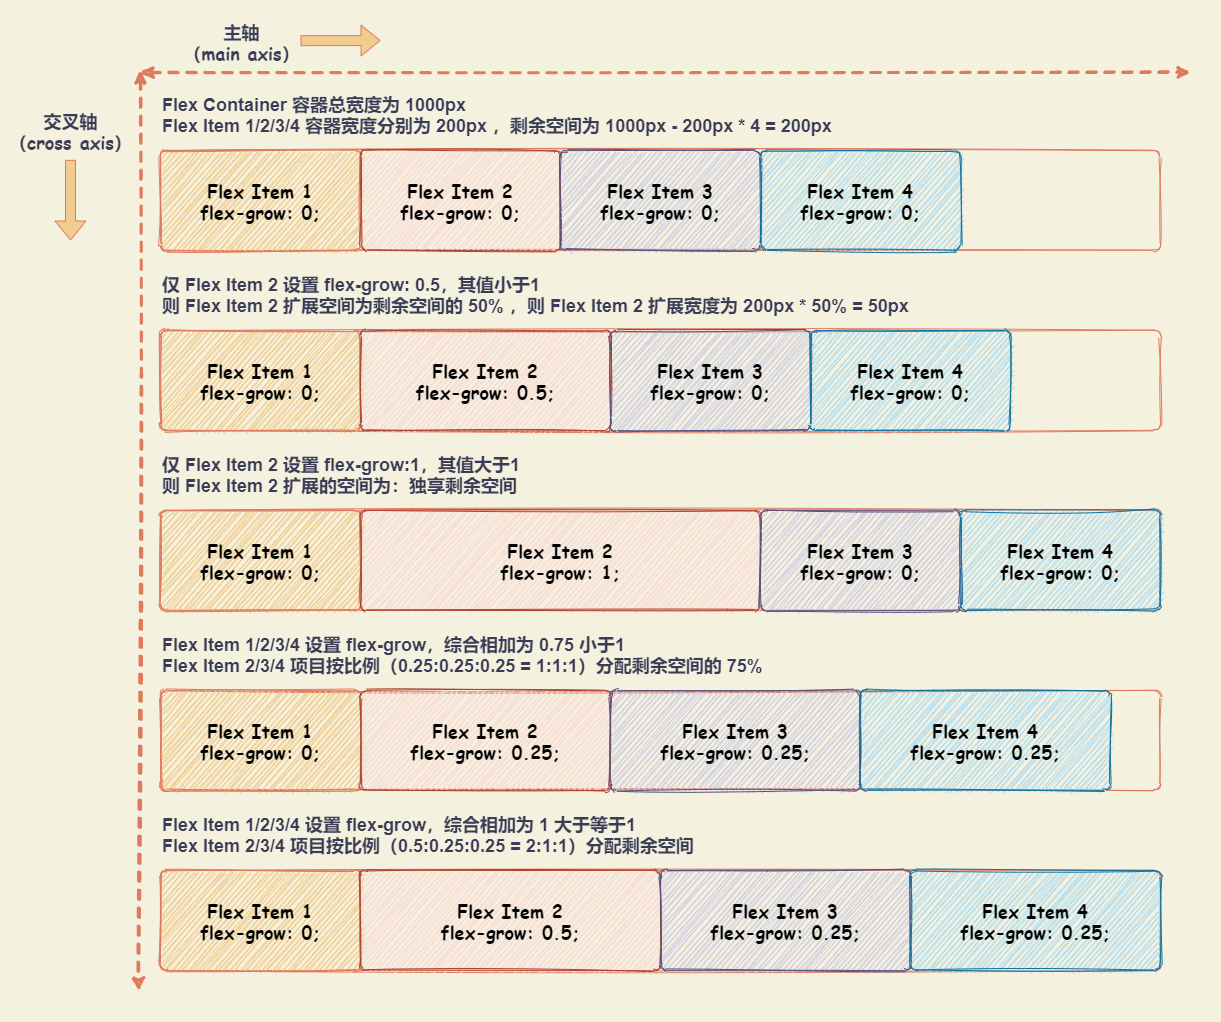 主轴
(main axis)
交叉轴
(cross axis)
Flex Container 容器总宽度为 1000px
Flex Item 1/2/3/4 容器宽度分别为 200px ，剩余空间为 1000px - 200px * 4 = 200px
Flex Item 1
flex-grow: 0;
Flex Item 2
flex-grow: 0;
Flex Item 3
flex-grow: 0;
Flex Item 4
flex-grow: 0;
仅 Flex Item 2 设置 flex-grow: 0.5，其值小于1
则 Flex Item 2 扩展空间为剩余空间的 50% ，则 Flex Item 2 扩展宽度为 200px * 50% = 50px
Flex Item 1
flex-grow: 0;
Flex Item 2
flex-grow: 0.5;
Flex Item 3
flex-grow: 0;
Flex Item 4
flex-grow: 0;
仅 Flex Item 2 设置 flex-grow:1，其值大于1
则 Flex Item 2 扩展的空间为：独享剩余空间
Flex Item 1
flex-grow: 0;
Flex Item 2
flex-grow: 1;
Flex Item 3
flex-grow: 0;
Flex Item 4
flex-grow: 0;
Flex Item 1/2/3/4 设置 flex-grow，综合相加为 0.75 小于1
Flex Item 2/3/4 项目按比例（0.25:0.25:0.25 = 1:1:1）分配剩余空间的 75%
Flex Item 1
flex-grow: 0;
Flex Item 2
flex-grow: 0.25;
Flex Item 3
flex-grow: 0.25;
Flex Item 4
flex-grow: 0.25;
Flex Item 1/2/3/4 设置 flex-grow，综合相加为 1 大于等于1
Flex Item 2/3/4 项目按比例（0.5:0.25:0.25 = 2:1:1）分配剩余空间
Flex Item 1
flex-grow: 0;
Flex Item 2
flex-grow: 0.5;
Flex Item 3
flex-grow: 0.25;
Flex Item 4
flex-grow: 0.25;